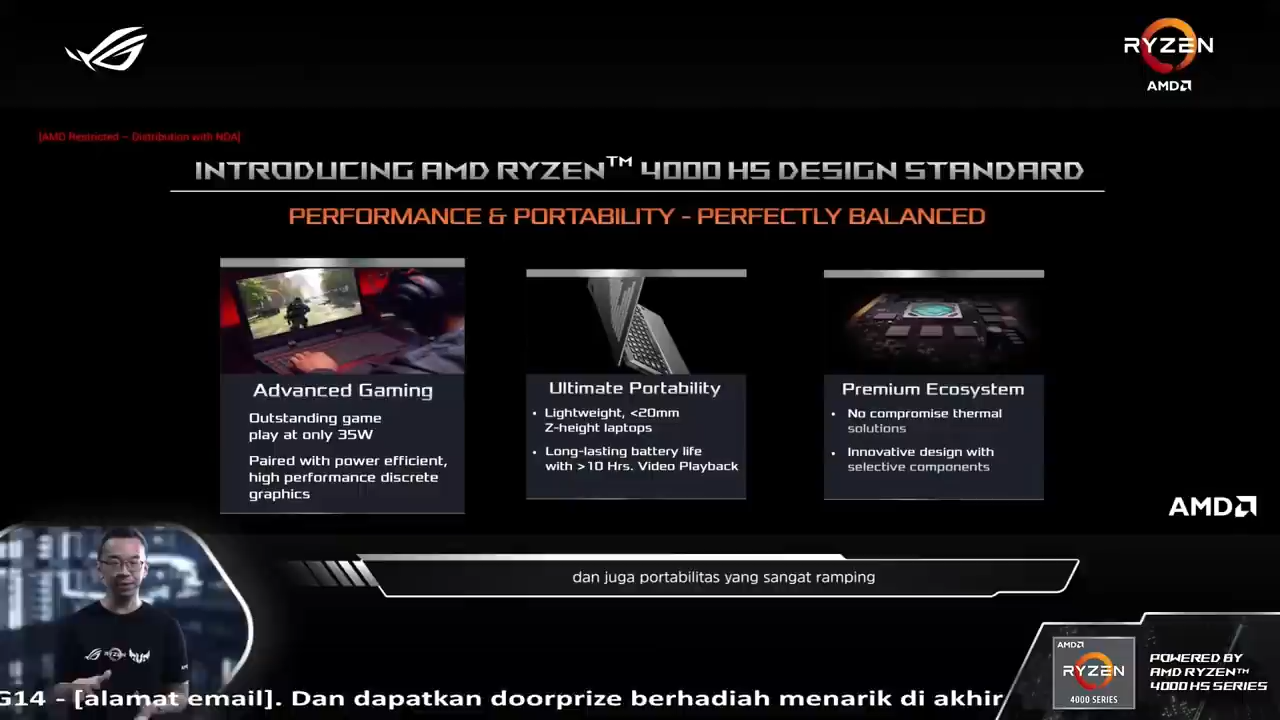 RYZEN
AMD
[AMD Restricted – Distribution with NDA]
INTRODUCING AMD RYZEN™ 4000 HS DESIGN STANDARD
PERFORMANCE & PORTABILITY - PERFECTLY BALANCED
Advanced Gaming
Outstanding game
play at only 35W
Paired with power efficient,
high performance discrete
graphics
Ultimate Portability
• Lightweight, <20mm
Z-height laptops
• Long-lasting battery life
with >10 Hrs. Video Playback
Premium Ecosystem
• No compromise thermal
solutions
• Innovative design with
selective components
AMD
dan juga portabilitas yang sangat ramping
RYZEN
AMD
RYZEN
4000 SERIES
POWERED BY
AMD RYZEN™
4000 HS SERIES
G14 - [alamat email]. Dan dapatkan doorprize berhadiah menarik di akhir